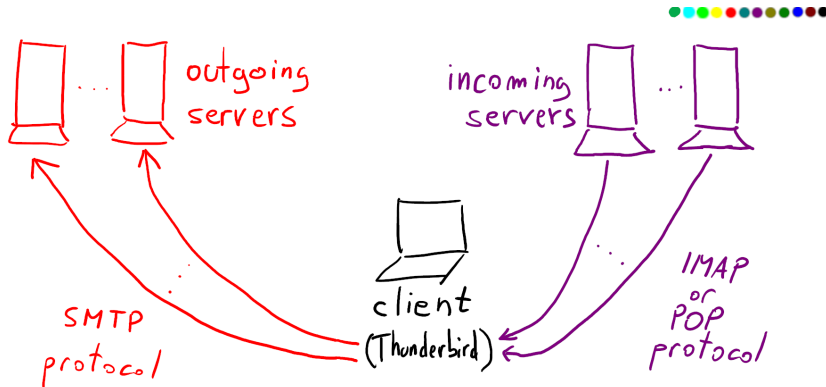 outgoing
servers
incoming
servers
client
(Thunderbird)
SMTP
protocol
IMAP
or
POP
protocol